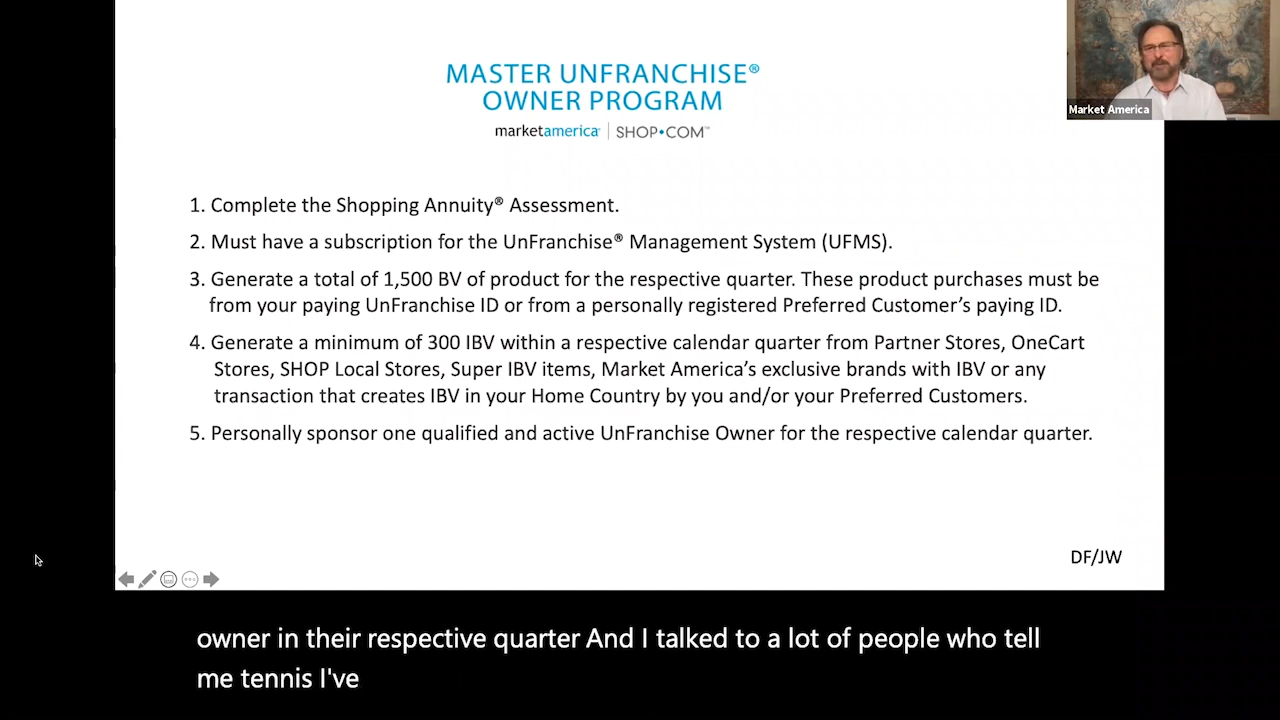 MASTER UNFRANCHISE®
OWNER PROGRAM
marketamerica® | SHOP•COM™
Market America
1. Complete the Shopping Annuity® Assessment.
2. Must have a subscription for the UnFranchise® Management System (UFMS).
3. Generate a total of 1,500 BV of product for the respective quarter. These product purchases must be
from your paying UnFranchise ID or from a personally registered Preferred Customer’s paying ID.
4. Generate a minimum of 300 IBV within a respective calendar quarter from Partner Stores, OneCart
Stores, SHOP Local Stores, Super IBV items, Market America’s exclusive brands with IBV or any
transaction that creates IBV in your Home Country by you and/or your Preferred Customers.
5. Personally sponsor one qualified and active UnFranchise Owner for the respective calendar quarter.
DF/JW
owner in their respective quarter And I talked to a lot of people who tell
me tennis I've